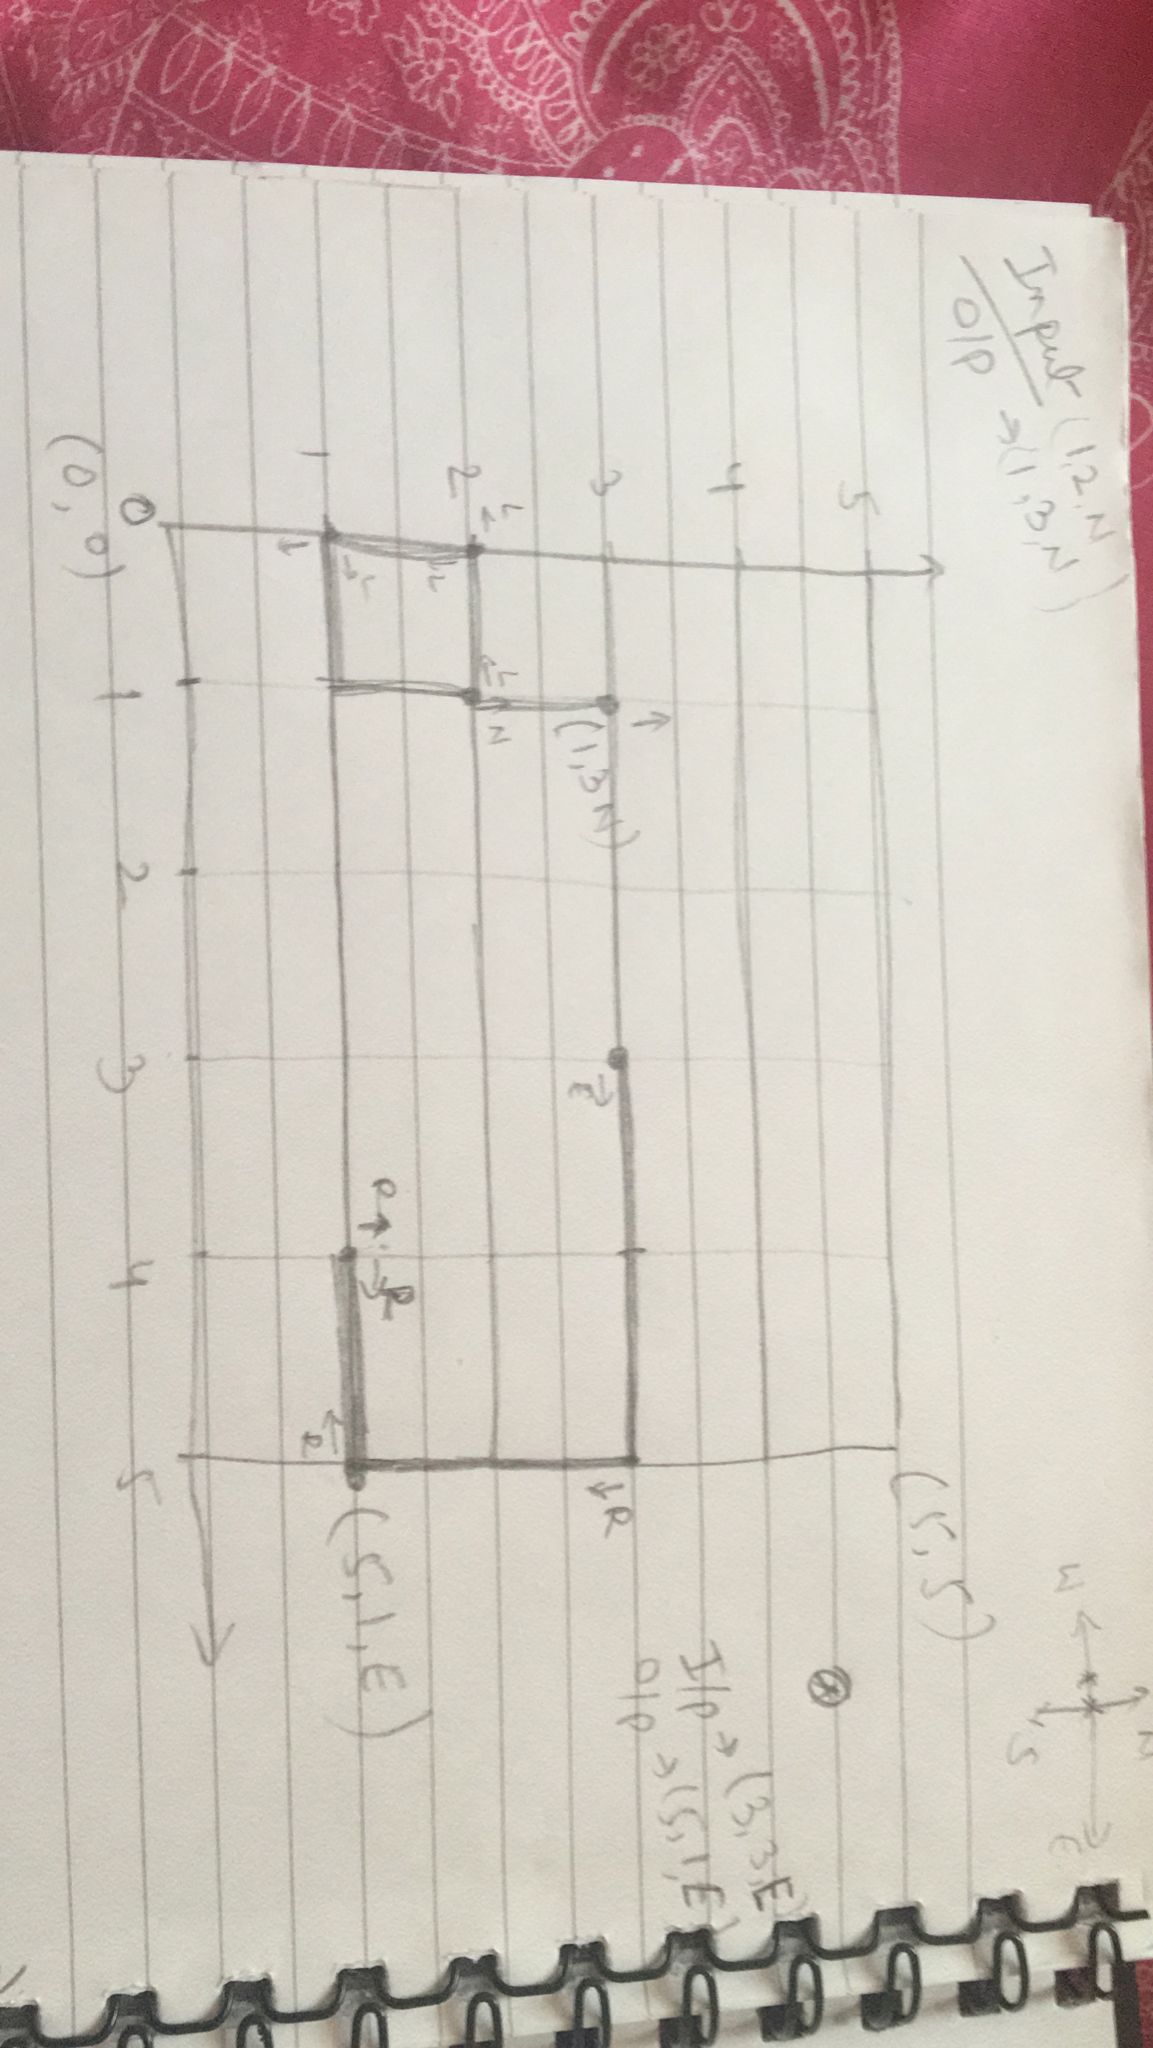 Input (1,2,N)
O/P → (1,3,N)
N
W
E
S
(5,5)
5
4
I/P → (3,3,E)
O/P → (5,1,E)
3
(1,3 N)
E
R
2
L
L
N
L
L
R
R
R
1
(5,1,E)
0
1
2
3
4
5
(0,0)